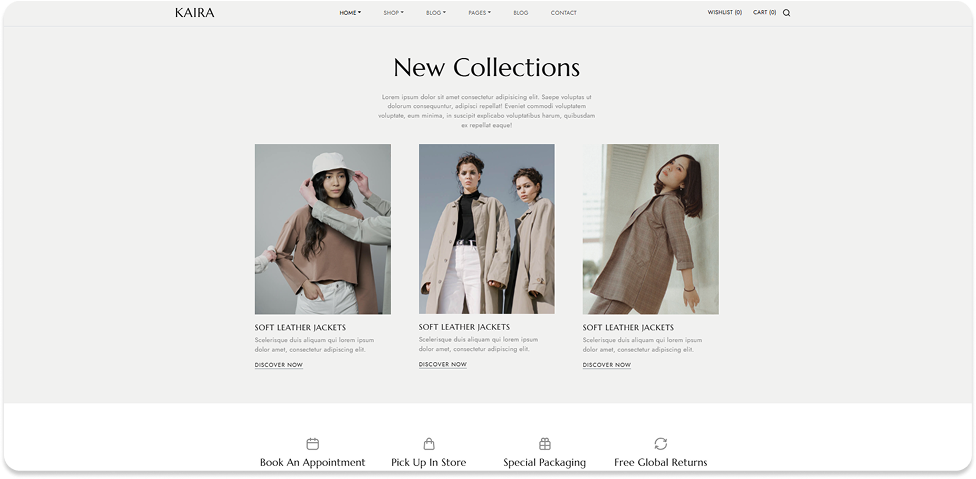 KAIRA
HOME
SHOP
BLOG
PAGES
BLOG
CONTACT
WISHLIST (0)
CART (0)
New Collections
Lorem ipsum dolor sit amet consectetur adipisicing elit. Saepe voluptas ut
dolorum consequuntur, adipisci repellat! Eveniet commodi voluptatem
voluptate, eum minima, in suscipit explicabo voluptatibus harum, quibusdam
ex repellat eaque!
SOFT LEATHER JACKETS
Scelerisque duis aliquam qui lorem ipsum
dolor amet, consectetur adipiscing elit.
DISCOVER NOW
SOFT LEATHER JACKETS
Scelerisque duis aliquam qui lorem ipsum
dolor amet, consectetur adipiscing elit.
DISCOVER NOW
SOFT LEATHER JACKETS
Scelerisque duis aliquam qui lorem ipsum
dolor amet, consectetur adipiscing elit.
DISCOVER NOW
Book An Appointment
Pick Up In Store
Special Packaging
Free Global Returns